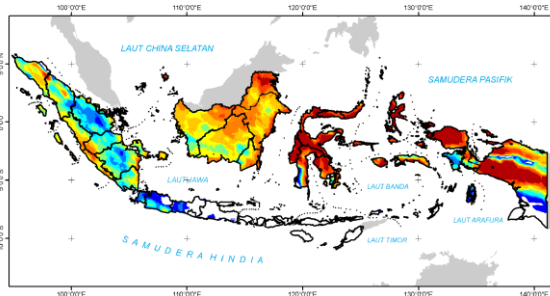 100°0'0"E 110°0'0"E 120°0'0"E 130°0'0"E 140°0'0"E
LAUT CHINA SELATAN
SAMUDERA PASIFIK
LAUT JAWA
LAUT BANDA
LAUT ARAFURA
LAUT TIMOR
SAMUDERA HINDIA
100°0'0"E 110°0'0"E 120°0'0"E 130°0'0"E 140°0'0"E